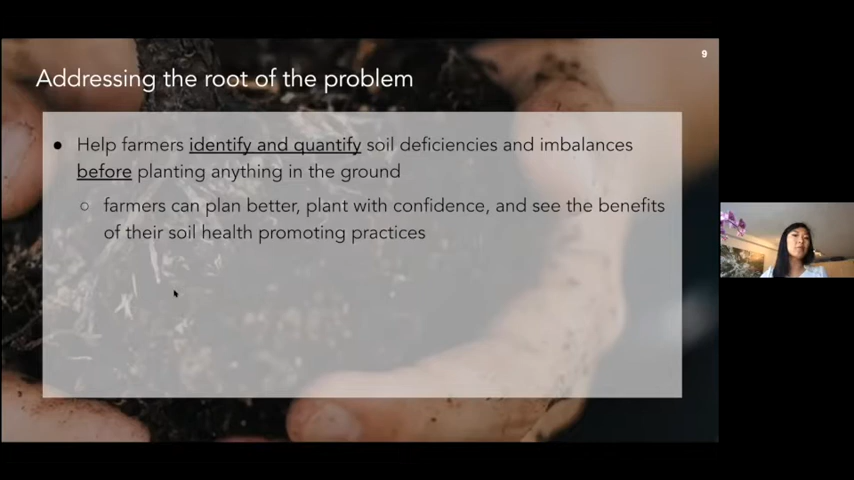 9
Addressing the root of the problem
● Help farmers identify and quantify soil deficiencies and imbalances
before planting anything in the ground
○ farmers can plan better, plant with confidence, and see the benefits
of their soil health promoting practices